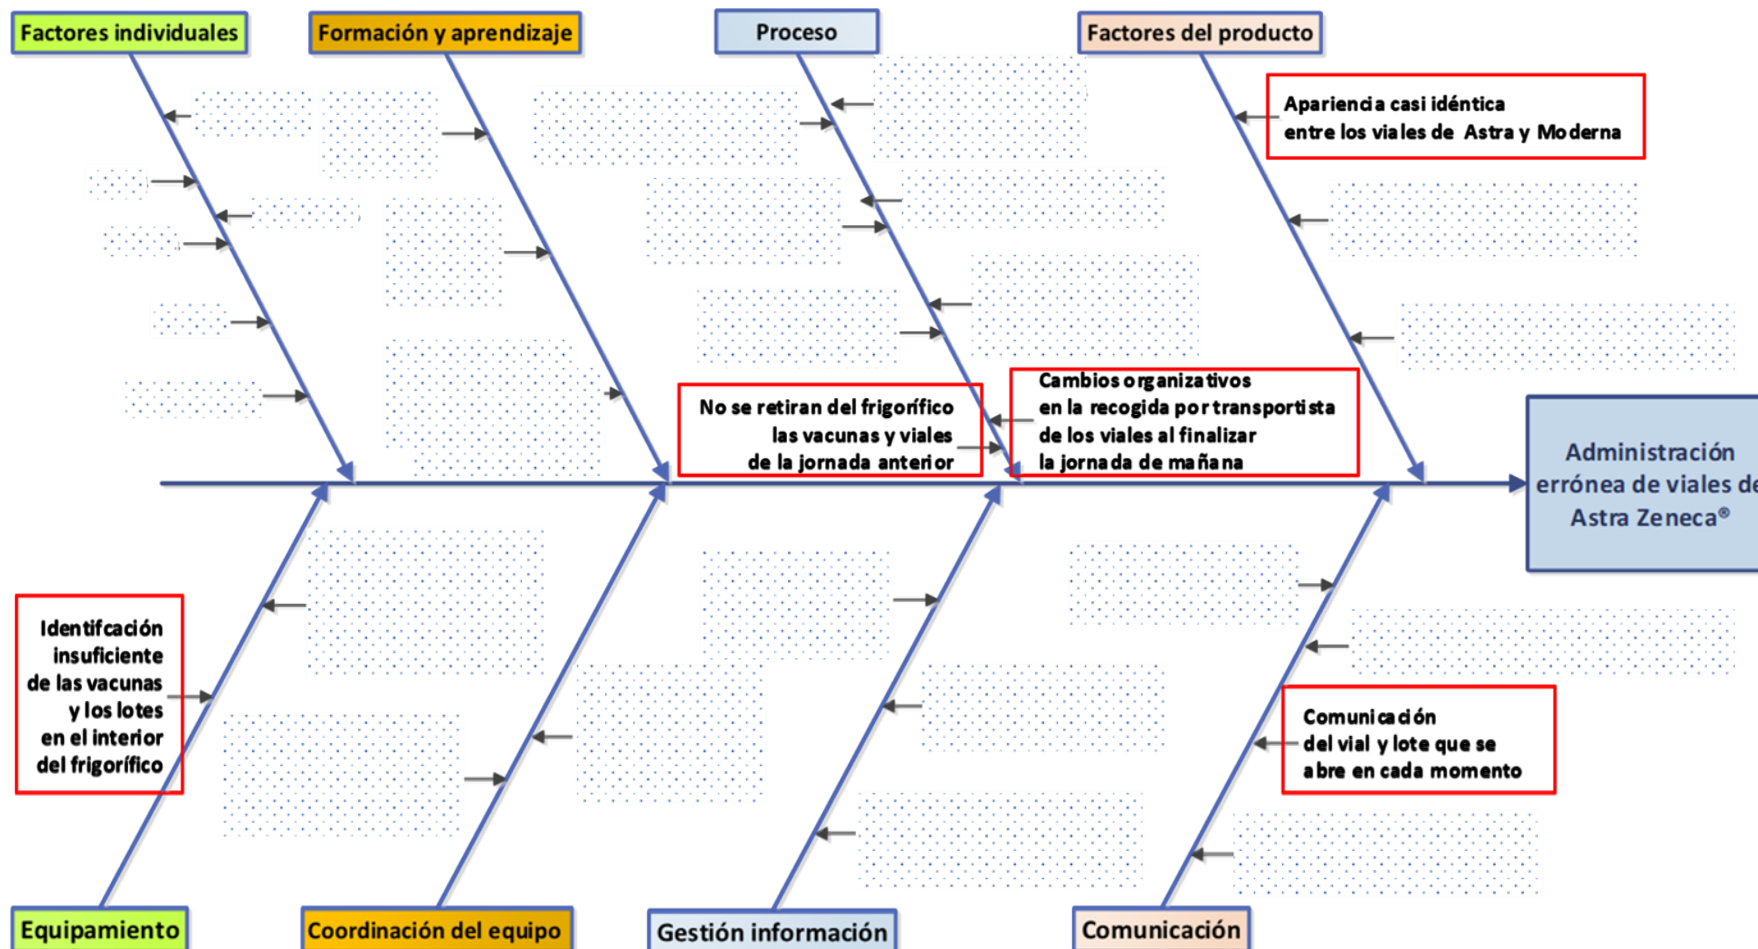 Factores individuales
Formación y aprendizaje
Proceso
Factores del producto
Apariencia casi idéntica
entre los viales de Astra y Moderna
No se retiran del frigorífico
las vacunas y viales
de la jornada anterior
Cambios organizativos
en la recogida por transportista
de los viales al finalizar
la jornada de mañana
Administración
errónea de viales de
Astra Zeneca®
Identifcación
insuficiente
de las vacunas
y los lotes
en el interior
del frigorífico
Comunicación
del vial y lote que se
abre en cada momento
Equipamiento
Coordinación del equipo
Gestión información
Comunicación